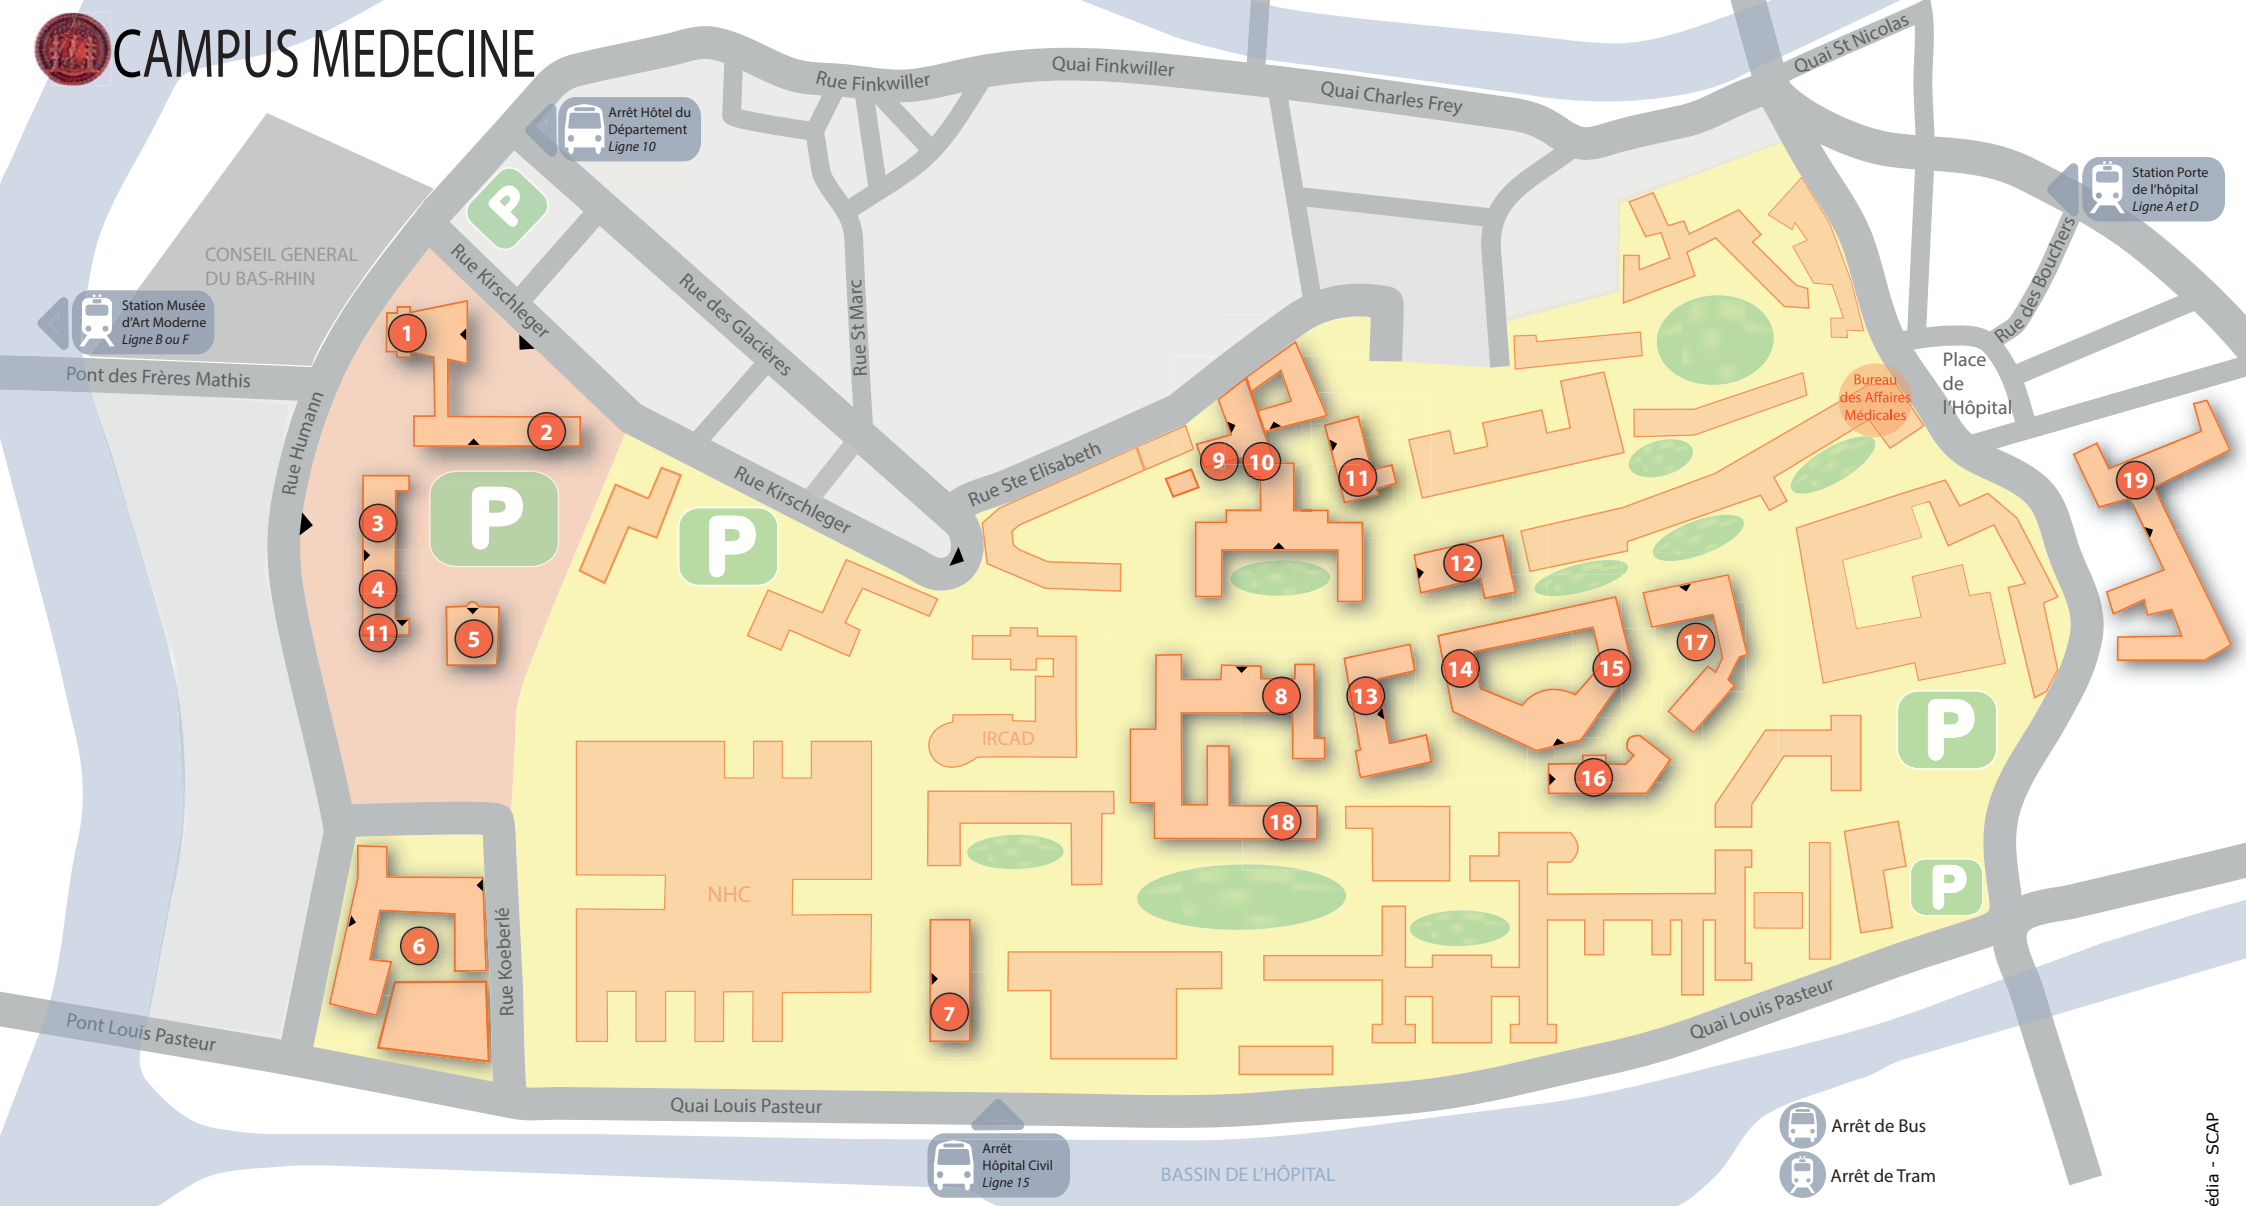 CAMPUS MEDECINE
Quai St Nicolas
Rue Finkwiller
Quai Finkwiller
Quai Charles Frey
Arrêt Hôtel du
Département
Ligne 10
P
Station Porte
de l'hôpital
Ligne A et D
CONSEIL GENERAL
DU BAS-RHIN
Rue Kirschleger
Rue des Glacières
Rue St Marc
Rue des Bouchers
Station Musée
d'Art Moderne
Ligne B ou F
Pont des Frères Mathis
Rue Humann
1
2
Place
de
l'Hôpital
Bureau
des Affaires
Médicales
Rue Ste Elisabeth
Rue Kirschleger
9
10
11
19
3
P
P
12
4
11
5
14
15
17
13
8
IRCAD
P
16
18
NHC
P
6
Rue Koeberlé
7
Pont Louis Pasteur
Quai Louis Pasteur
Quai Louis Pasteur
Arrêt
Hôpital Civil
Ligne 15
BASSIN DE L'HÔPITAL
Arrêt de Bus
Arrêt de Tram
édia - SCAP